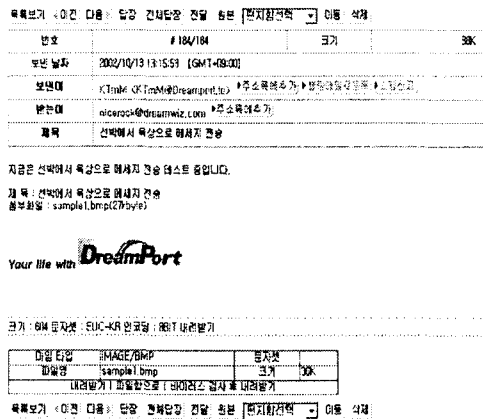 목록보기 <이전 다음> 답장 전체답장 전달 원본 편지함선택 이동 삭제
번호 # 184/184 크기 38K
보낸 날짜 2002/10/13 13:15:53 (GMT+09:00)
보낸이 KTmM <KTmM@Dreamport.to> ▶주소록에추가
받는이 nicerock@dreamwiz.com ▶주소록에추가
제목 선박에서 육상으로 메세지 전송
지금은 선박에서 육상으로 메세지 전송 테스트 중입니다.
제 목 : 선박에서 육상으로 메세지 전송
첨부화일 : sample1.bmp(27kbyte)
Your life with DreamPort
크기 : 604 문자셋 : EUC-KR 인코딩 : 8BIT 내려받기
파일 타입 IMAGE/BMP 문자셋
파일명 sample1.bmp 크기 36K
내려받기 | 파일함으로 | 바이러스 검사 후 내려받기
목록보기 <이전 다음> 답장 전체답장 전달 원본 편지함선택 이동 삭제